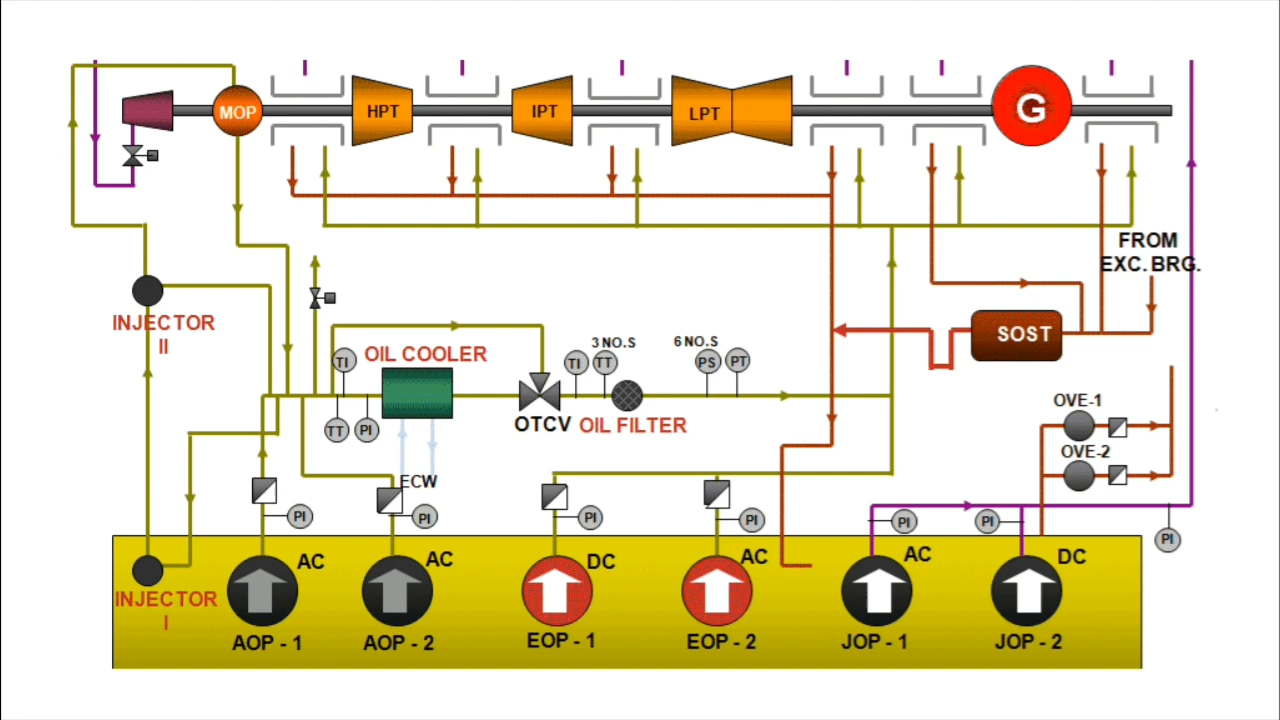 MOP
HPT
IPT
LPT
G
FROM
EXC. BRG.
INJECTOR
II
TI
OIL COOLER
TI
3 NO.S
TT
6 NO.S
PS
PT
SOST
TT
PI
OTCV
OIL FILTER
OVE-1
OVE-2
ECW
PI
PI
PI
PI
PI
PI
PI
INJECTOR
I
AC
AC
DC
AC
AC
DC
AOP - 1
AOP - 2
EOP - 1
EOP - 2
JOP - 1
JOP - 2